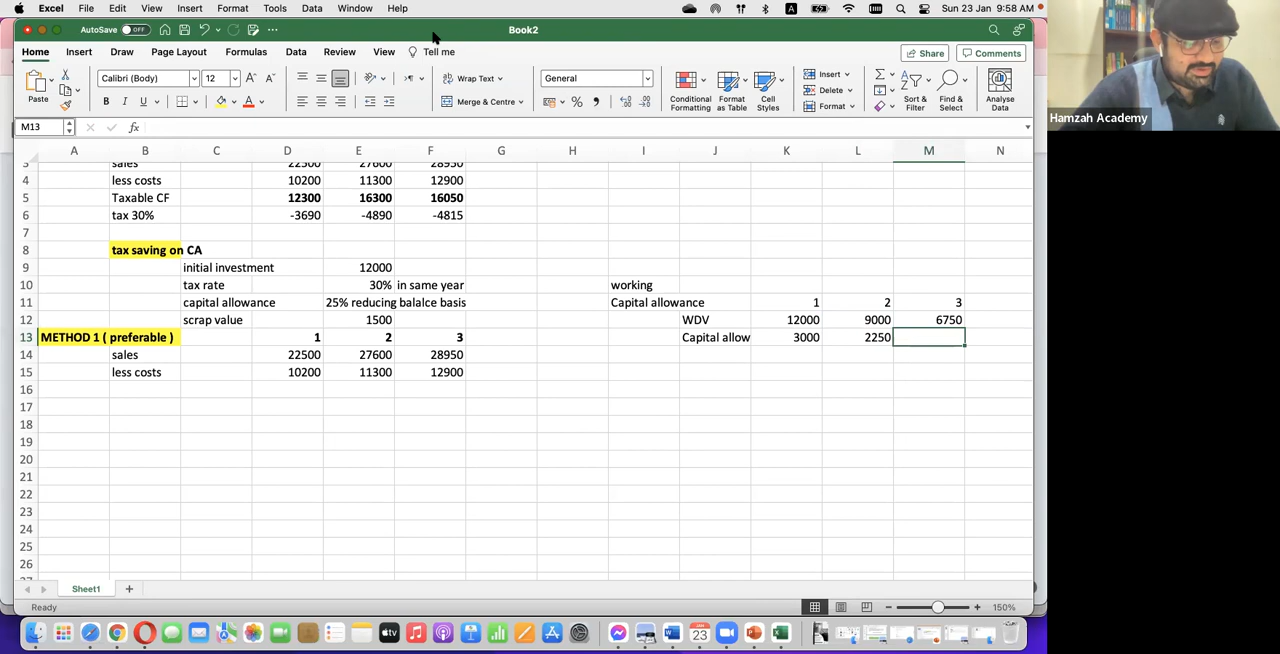 Excel File Edit View Insert Format Tools Data Window Help A Sun 23 Jan 9:58 AM
AutoSave OFF Book2
Home Insert Draw Page Layout Formulas Data Review View Tell me Share Comments
Paste Calibri (Body) 12 Wrap Text General Conditional Formatting Format as Table Cell Styles Insert Sort & Filter Find & Select Analyse Data
B I U A Merge & Centre Delete Format
Hamzah Academy
M13 fx
A B C D E F G H I J K L M N
3 sales 22500 27600 28950
4 less costs 10200 11300 12900
5 Taxable CF 12300 16300 16050
6 tax 30% -3690 -4890 -4815
7
8 tax saving on CA
9 initial investment 12000
10 tax rate 30% in same year working
11 capital allowance 25% reducing balalce basis Capital allowance 1 2 3
12 scrap value 1500 WDV 12000 9000 6750
13 METHOD 1 ( preferable ) 1 2 3 Capital allow 3000 2250
14 sales 22500 27600 28950
15 less costs 10200 11300 12900
16
17
18
19
20
21
22
23
24
25
26
27
Sheet1 +
Ready 150%